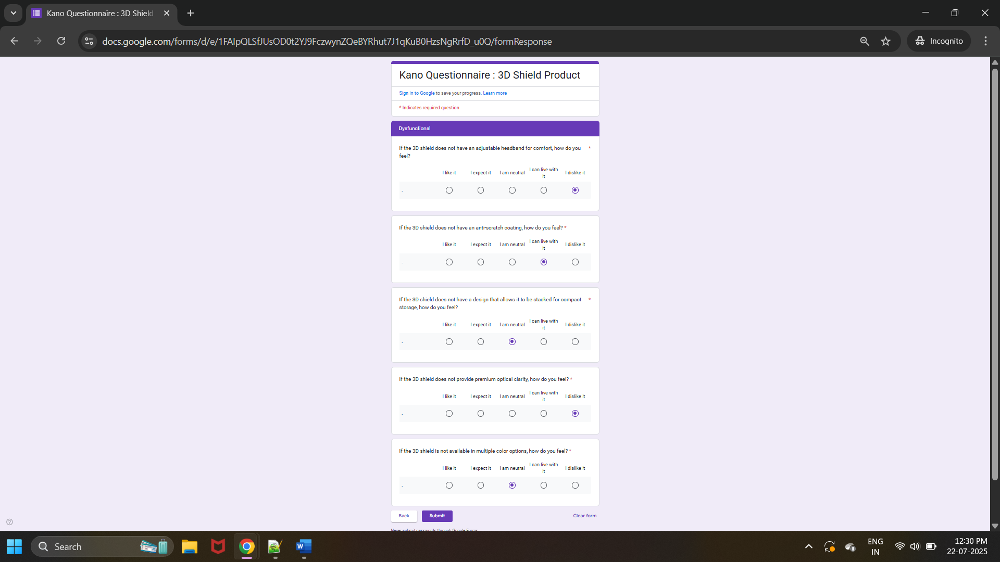 Kano Questionnaire : 3D Shield
docs.google.com/forms/d/e/1FAIpQLSfJUsOD0t2YJ9FczwynZQeBYRhut7J1qKuB0HzsNgRrfD_u0Q/formResponse
Incognito
Kano Questionnaire : 3D Shield Product
Sign in to Google to save your progress. Learn more
* Indicates required question
Dysfunctional
If the 3D shield does not have an adjustable headband for comfort, how do you *
feel?
I like it I expect it I am neutral I can live with it I dislike it
.
If the 3D shield does not have an anti-scratch coating, how do you feel? *
I like it I expect it I am neutral I can live with it I dislike it
.
If the 3D shield does not have a design that allows it to be stacked for compact *
storage, how do you feel?
I like it I expect it I am neutral I can live with it I dislike it
.
If the 3D shield does not provide premium optical clarity, how do you feel? *
I like it I expect it I am neutral I can live with it I dislike it
.
If the 3D shield is not available in multiple color options, how do you feel? *
I like it I expect it I am neutral I can live with it I dislike it
.
Back Submit Clear form
Never submit passwords through Google Forms.
Search
ENG
IN
12:30 PM
22-07-2025